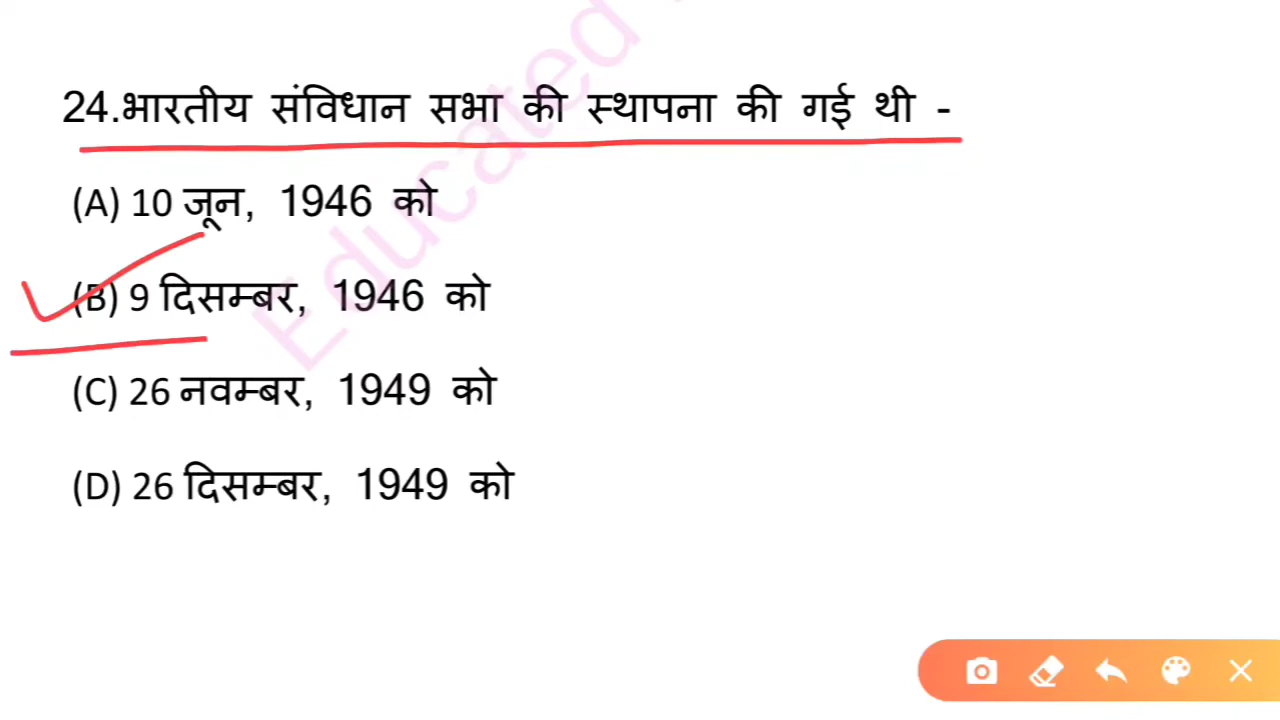 24.भारतीय संविधान सभा की स्थापना की गई थी -
(A) 10 जून, 1946 को
(B) 9 दिसम्बर, 1946 को
(C) 26 नवम्बर, 1949 को
(D) 26 दिसम्बर, 1949 को
Educated